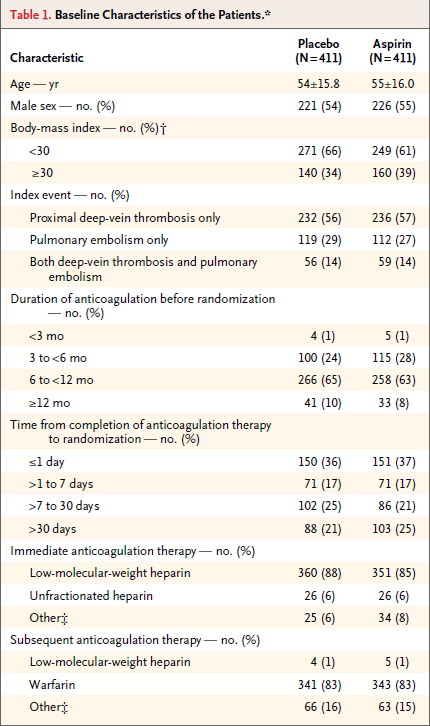 Table 1. Baseline Characteristics of the Patients.*
Characteristic Placebo (N=411) Aspirin (N=411)
Age — yr 54±15.8 55±16.0
Male sex — no. (%) 221 (54) 226 (55)
Body-mass index — no. (%)†
<30 271 (66) 249 (61)
≥30 140 (34) 160 (39)
Index event — no. (%)
Proximal deep-vein thrombosis only 232 (56) 236 (57)
Pulmonary embolism only 119 (29) 112 (27)
Both deep-vein thrombosis and pulmonary 56 (14) 59 (14)
embolism
Duration of anticoagulation before randomization
— no. (%)
<3 mo 4 (1) 5 (1)
3 to <6 mo 100 (24) 115 (28)
6 to <12 mo 266 (65) 258 (63)
≥12 mo 41 (10) 33 (8)
Time from completion of anticoagulation therapy
to randomization — no. (%)
≤1 day 150 (36) 151 (37)
>1 to 7 days 71 (17) 71 (17)
>7 to 30 days 102 (25) 86 (21)
>30 days 88 (21) 103 (25)
Immediate anticoagulation therapy — no. (%)
Low-molecular-weight heparin 360 (88) 351 (85)
Unfractionated heparin 26 (6) 26 (6)
Other‡ 25 (6) 34 (8)
Subsequent anticoagulation therapy — no. (%)
Low-molecular-weight heparin 4 (1) 5 (1)
Warfarin 341 (83) 343 (83)
Other‡ 66 (16) 63 (15)